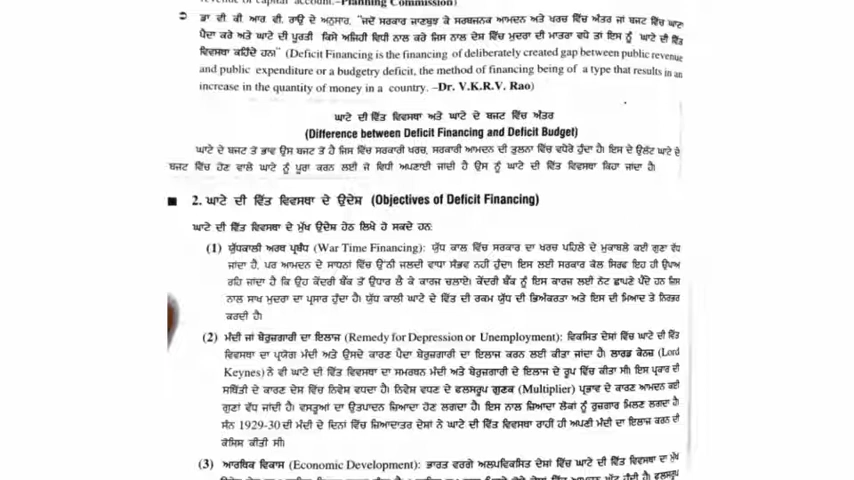 account.–Planning Commission)
➲ ਡਾ ਵੀ ਕੀ ਆਰ ਵੀ. ਰਾਉ ਦੇ ਅਨੁਸਾਰ, "ਜਦੋਂ ਸਰਕਾਰ ਜਾਣਬੁਝ ਕੇ ਸਰਬਜਨਕ ਆਮਦਨ ਅਤੇ ਖਰਚ ਵਿੱਚ ਅੰਤਰ ਜਾਂ ਬਜਟ ਵਿੱਚ ਘਾਟਾ
ਪੈਦਾ ਕਰੇ ਅਤੇ ਘਾਟੇ ਦੀ ਪੂਰਤੀ ਕਿਸੇ ਅਜਿਹੀ ਵਿਧੀ ਨਾਲ ਕਰੇ ਜਿਸ ਨਾਲ ਦੇਸ਼ ਵਿੱਚ ਮੁਦਰਾ ਦੀ ਮਾਤਰਾ ਵਧੇ ਤਾਂ ਇਸ ਨੂੰ ਘਾਟੇ ਦੀ ਵਿੱਤ
ਵਿਵਸਥਾ ਕਹਿੰਦੇ ਹਨ।" (Deficit Financing is the financing of deliberately created gap between public revenue
and public expenditure or a budgetry deficit, the method of financing being of a type that results in an
increase in the quantity of money in a country. –Dr. V.K.R.V. Rao)
ਘਾਟੇ ਦੀ ਵਿੱਤ ਵਿਵਸਥਾ ਅਤੇ ਘਾਟੇ ਦੇ ਬਜਟ ਵਿੱਚ ਅੰਤਰ
(Difference between Deficit Financing and Deficit Budget)
ਘਾਟੇ ਦੇ ਬਜਟ ਤੋਂ ਭਾਵ ਉਸ ਬਜਟ ਤੋਂ ਹੈ ਜਿਸ ਵਿੱਚ ਸਰਕਾਰੀ ਖਰਚ, ਸਰਕਾਰੀ ਆਮਦਨ ਦੀ ਤੁਲਨਾ ਵਿੱਚ ਵਧੇਰੇ ਹੁੰਦਾ ਹੈ। ਇਸ ਦੇ ਉਲੇਟ ਘਾਟੇ ਦੇ
ਬਜਟ ਵਿੱਚ ਹੋਣ ਵਾਲੇ ਘਾਟੇ ਨੂੰ ਪੂਰਾ ਕਰਨ ਲਈ ਜੋ ਵਿਧੀ ਅਪਣਾਈ ਜਾਂਦੀ ਹੈ ਉਸ ਨੂੰ ਘਾਟੇ ਦੀ ਵਿੱਤ ਵਿਵਸਥਾ ਕਿਹਾ ਜਾਂਦਾ ਹੈ।
■ 2. ਘਾਟੇ ਦੀ ਵਿੱਤ ਵਿਵਸਥਾ ਦੇ ਉਦੇਸ਼ (Objectives of Deficit Financing)
ਘਾਟੇ ਦੀ ਵਿੱਤ ਵਿਵਸਥਾ ਦੇ ਮੁੱਖ ਉਦੇਸ਼ ਹੇਠ ਲਿਖੇ ਹੋ ਸਕਦੇ ਹਨ:
(1) ਯੁੱਧਕਾਲੀ ਅਰਥ ਪ੍ਰਬੰਧ (War Time Financing): ਯੁੱਧ ਕਾਲ ਵਿੱਚ ਸਰਕਾਰ ਦਾ ਖਰਚ ਪਹਿਲੇ ਦੇ ਮੁਕਾਬਲੇ ਕਈ ਗੁਣਾ ਵੱਧ
ਜਾਂਦਾ ਹੈ, ਪਰ ਆਮਦਨ ਦੇ ਸਾਧਨਾਂ ਵਿੱਚ ਉੱਨੀ ਜਲਦੀ ਵਾਧਾ ਸੰਭਵ ਨਹੀਂ ਹੁੰਦਾ। ਇਸ ਲਈ ਸਰਕਾਰ ਕੋਲ ਸਿਰਫ ਇਹ ਹੀ ਉਪਾਅ
ਰਹਿ ਜਾਂਦਾ ਹੈ ਕਿ ਉਹ ਕੇਂਦਰੀ ਬੈਂਕ ਤੋਂ ਉਧਾਰ ਲੈ ਕੇ ਕਾਰਜ ਚਲਾਏ। ਕੇਂਦਰੀ ਬੈਂਕ ਨੂੰ ਇਸ ਕਾਰਜ ਲਈ ਨੋਟ ਛਾਪਣੇ ਪੈਂਦੇ ਹਨ ਜਿਸ
ਨਾਲ ਸਾਖ ਮੁਦਰਾ ਦਾ ਪ੍ਰਸਾਰ ਹੁੰਦਾ ਹੈ। ਯੁੱਧ ਕਾਲੀ ਘਾਟੇ ਦੇ ਵਿੱਤ ਦੀ ਰਕਮ ਯੁੱਧ ਦੀ ਭਿਅੰਕਰਤਾ ਅਤੇ ਇਸ ਦੀ ਮਿਆਦ ਤੇ ਨਿਰਭਰ
ਕਰਦੀ ਹੈ।
(2) ਮੰਦੀ ਜਾਂ ਬੇਰੁਜ਼ਗਾਰੀ ਦਾ ਇਲਾਜ (Remedy for Depression or Unemployment): ਵਿਕਸਿਤ ਦੇਸ਼ਾਂ ਵਿੱਚ ਘਾਟੇ ਦੀ ਵਿੱਤ
ਵਿਵਸਥਾ ਦਾ ਪ੍ਰਯੋਗ ਮੰਦੀ ਅਤੇ ਉਸਦੇ ਕਾਰਣ ਪੈਦਾ ਬੇਰੁਜ਼ਗਾਰੀ ਦਾ ਇਲਾਜ ਕਰਨ ਲਈ ਕੀਤਾ ਜਾਂਦਾ ਹੈ। ਲਾਰਡ ਕੇਨਜ਼ (Lord
Keynes) ਨੇ ਵੀ ਘਾਟੇ ਦੀ ਵਿੱਤ ਵਿਵਸਥਾ ਦਾ ਸਮਰਥਨ ਮੰਦੀ ਅਤੇ ਬੇਰੁਜ਼ਗਾਰੀ ਦੇ ਇਲਾਜ ਦੇ ਰੂਪ ਵਿੱਚ ਕੀਤਾ ਸੀ। ਇਸ ਪ੍ਰਕਾਰ ਦੀ
ਸਥਿੱਤੀ ਦੇ ਕਾਰਣ ਦੇਸ਼ ਵਿੱਚ ਨਿਵੇਸ਼ ਵਧਦਾ ਹੈ। ਨਿਵੇਸ਼ ਵਧਣ ਦੇ ਫਲਸਰੂਪ ਗੁਣਕ (Multiplier) ਪ੍ਰਭਾਵ ਦੇ ਕਾਰਣ ਆਮਦਨ ਕਈ
ਗੁਣਾਂ ਵੱਧ ਜਾਂਦੀ ਹੈ। ਵਸਤੂਆਂ ਦਾ ਉਤਪਾਦਨ ਜ਼ਿਆਦਾ ਹੋਣ ਲਗਦਾ ਹੈ। ਇਸ ਨਾਲ ਜ਼ਿਆਦਾ ਲੋਕਾਂ ਨੂੰ ਰੁਜ਼ਗਾਰ ਮਿਲਣ ਲਗਦਾ ਹੈ।
ਸੰਨ 1929-30 ਦੀ ਮੰਦੀ ਦੇ ਦਿਨਾਂ ਵਿੱਚ ਜ਼ਿਆਦਾਤਰ ਦੇਸ਼ਾਂ ਨੇ ਘਾਟੇ ਦੀ ਵਿੱਤ ਵਿਵਸਥਾ ਰਾਹੀਂ ਹੀ ਅਪਣੀ ਮੰਦੀ ਦਾ ਇਲਾਜ ਕਰਨ ਦੀ
ਕੋਸ਼ਿਸ਼ ਕੀਤੀ ਸੀ।
(3) ਆਰਥਿਕ ਵਿਕਾਸ (Economic Development): ਭਾਰਤ ਵਰਗੇ ਅਲਪਵਿਕਸਿਤ ਦੇਸ਼ਾਂ ਵਿੱਚ ਘਾਟੇ ਦੀ ਵਿੱਤ ਵਿਵਸਥਾ ਦਾ ਮੁੱਖ